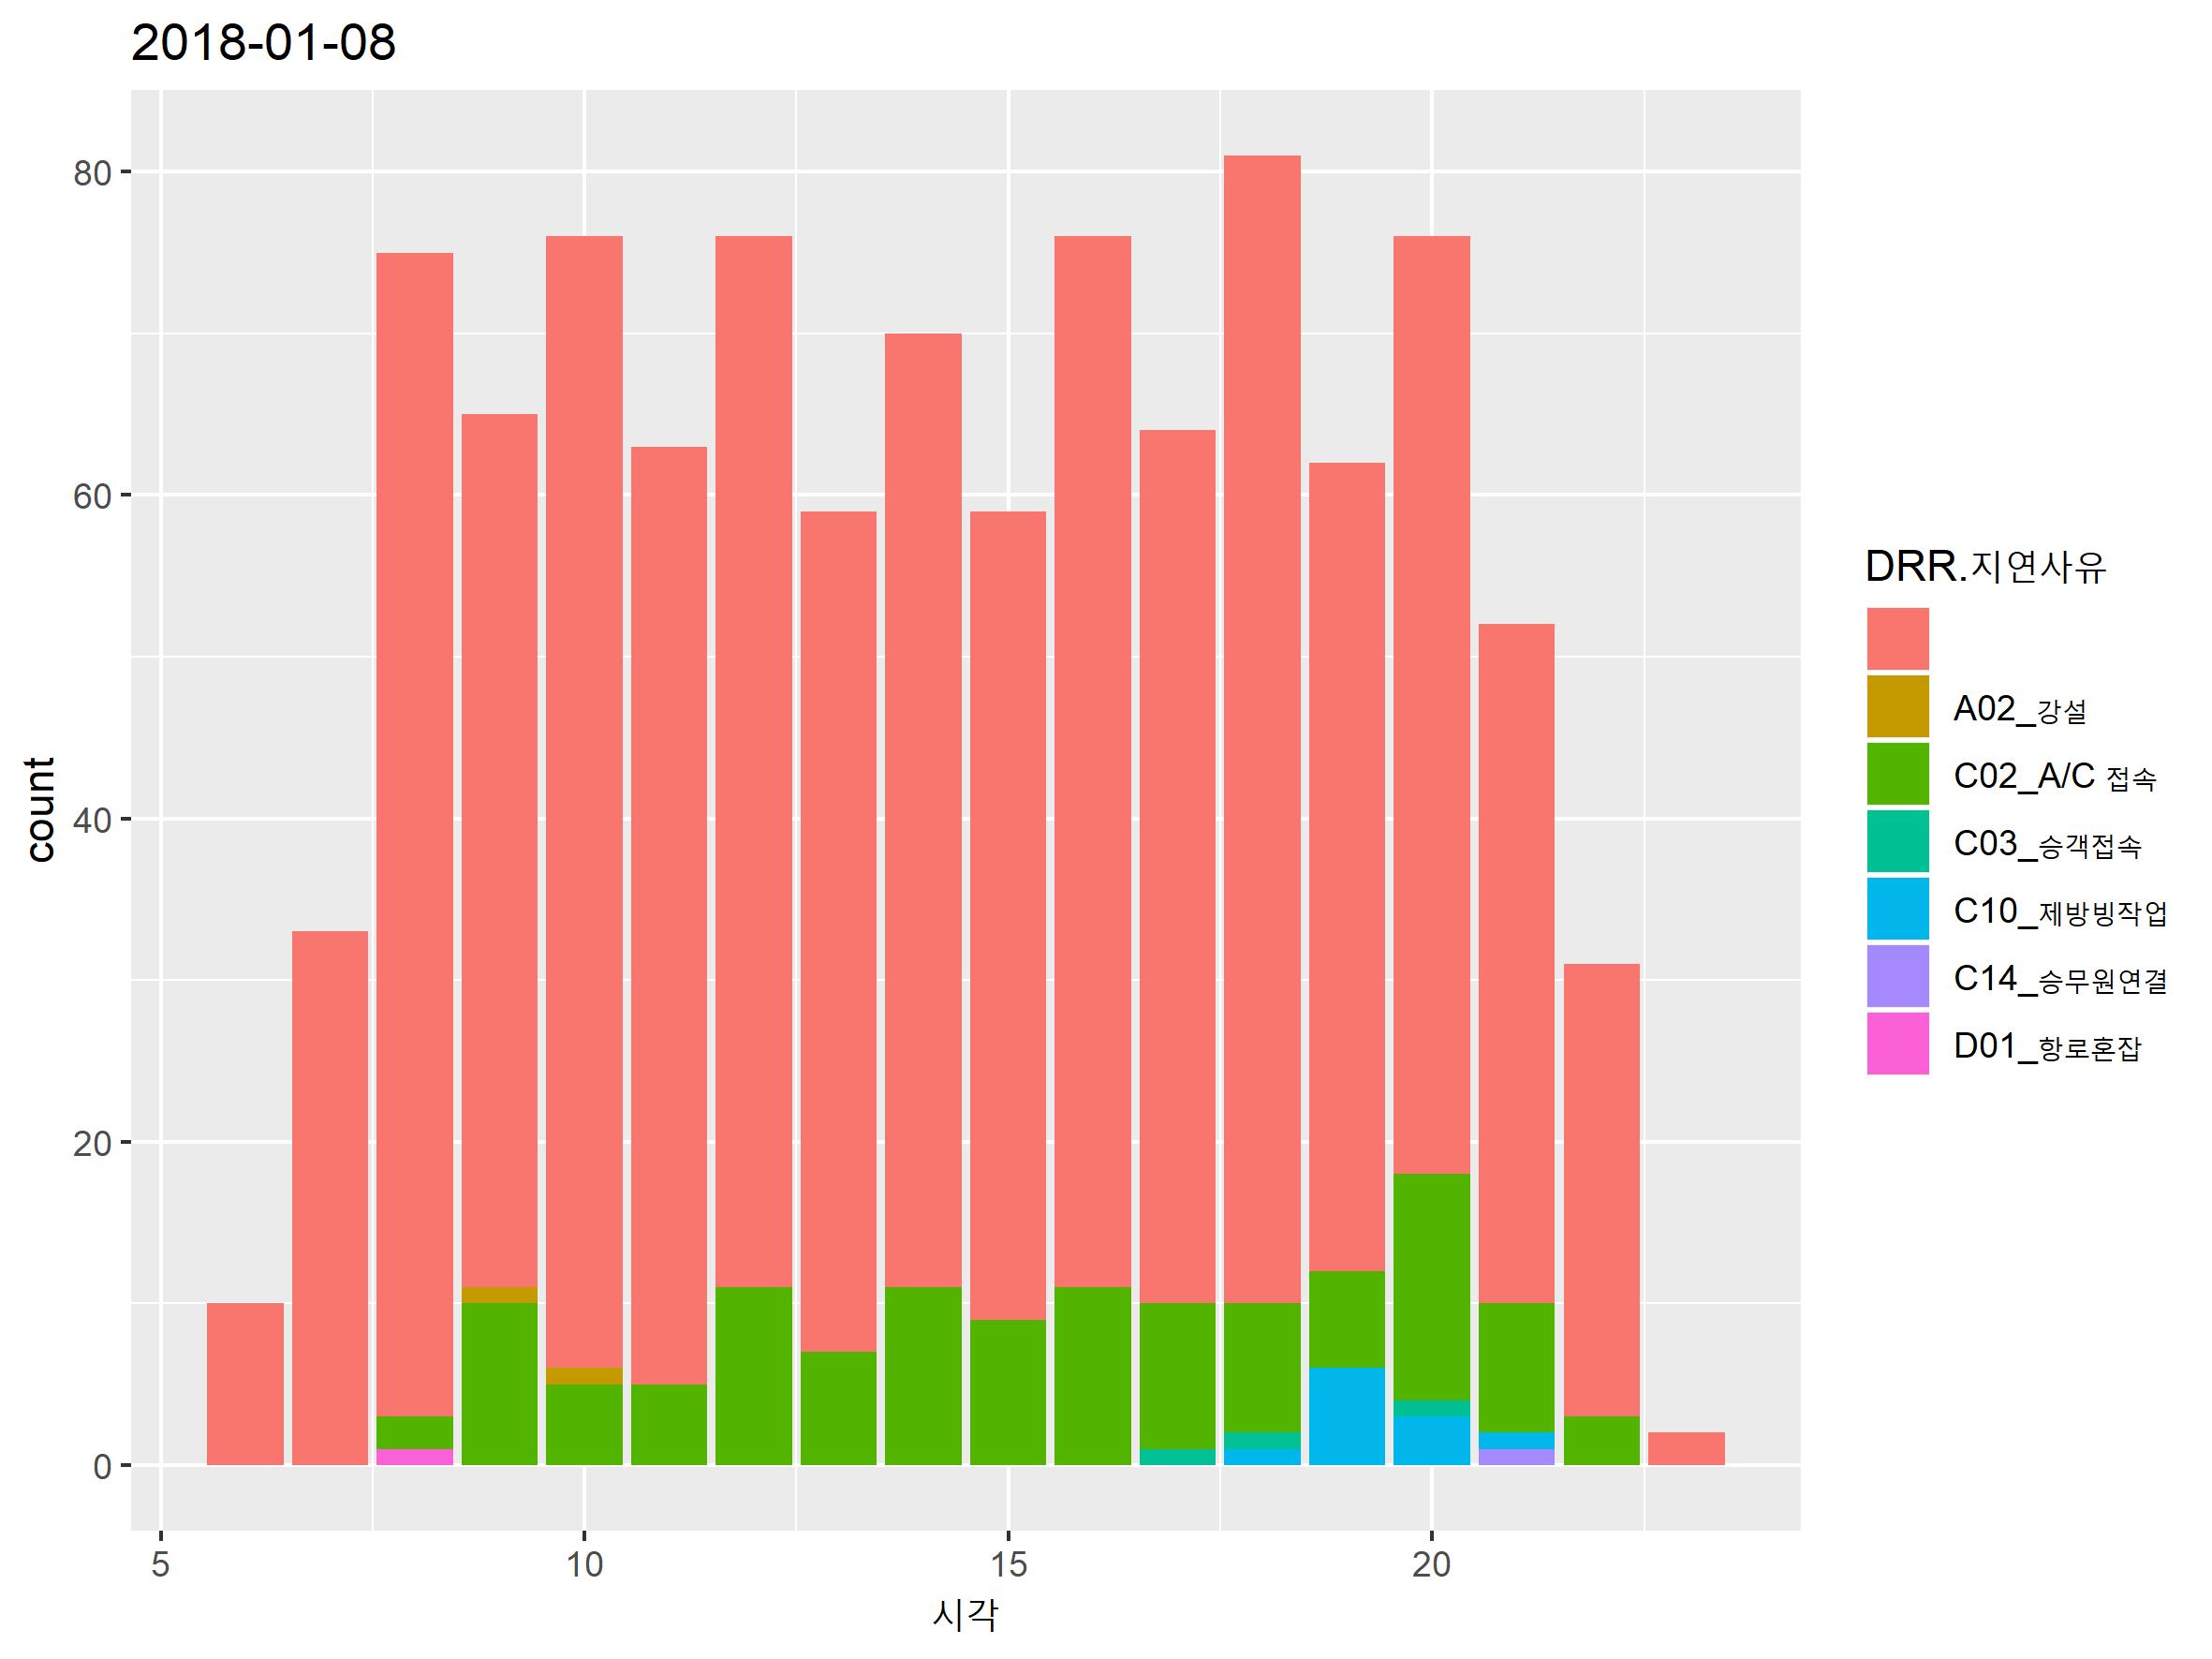 2018-01-08
80
60
40
20
0
count
5 10 15 20
시각
DRR.지연사유
A02_강설
C02_A/C 접속
C03_승객접속
C10_제방빙작업
C14_승무원연결
D01_항로혼잡